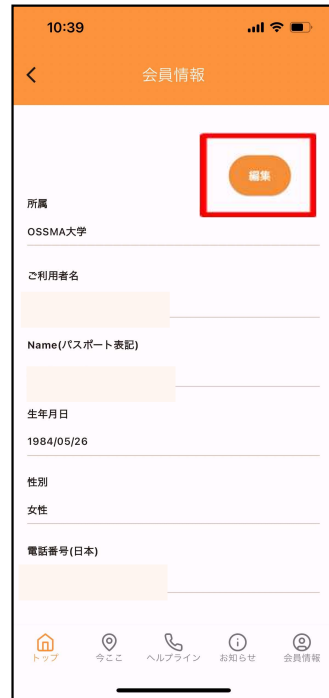 10:39
会員情報
編集
所属
OSSMA大学
ご利用者名
Name(パスポート表記)
生年月日
1984/05/26
性別
女性
電話番号(日本)
トップ
今ここ
ヘルプライン
お知らせ
会員情報